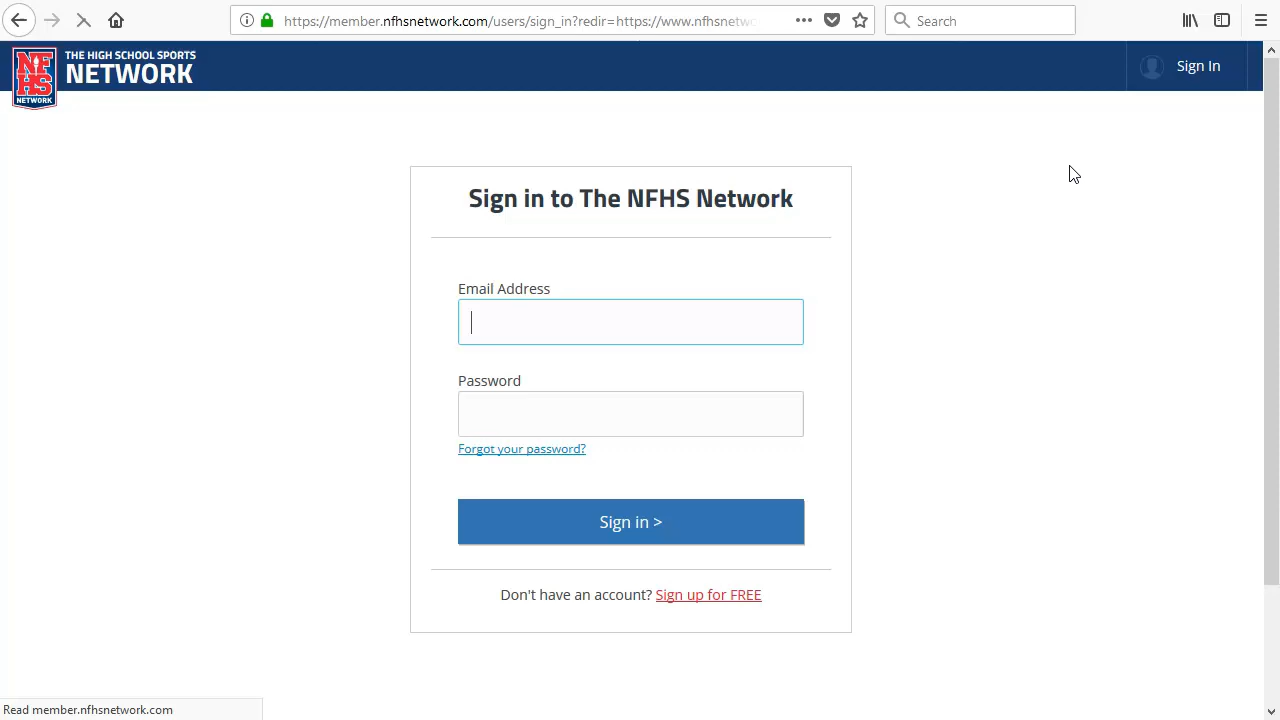 https://member.nfhsnetwork.com/users/sign_in?redir=https://www.nfhsnetwo
Search
NFHS
NETWORK
THE HIGH SCHOOL SPORTS
NETWORK
Sign In
Sign in to The NFHS Network
Email Address
Password
Forgot your password?
Sign in >
Don't have an account? Sign up for FREE
Read member.nfhsnetwork.com